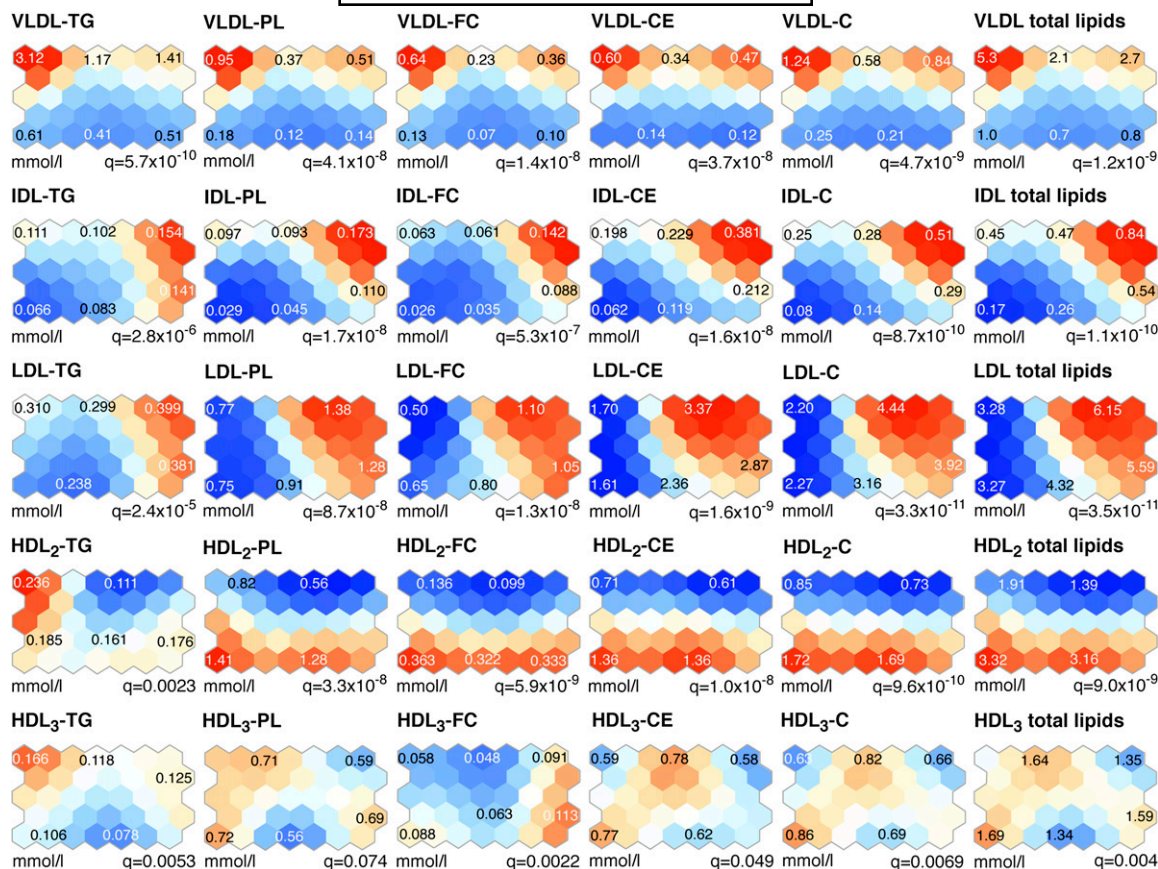 VLDL-TG VLDL-PL VLDL-FC VLDL-CE VLDL-C VLDL total lipids
3.12 1.17 1.41 0.95 0.37 0.51 0.64 0.23 0.36 0.60 0.34 0.47 1.24 0.58 0.84 5.3 2.1 2.7
0.61 0.41 0.51 0.18 0.12 0.14 0.13 0.07 0.10 0.14 0.12 0.25 0.21 1.0 0.7 0.8
mmol/l q=5.7x10⁻¹⁰ q=4.1x10⁻⁸ mmol/l q=1.4x10⁻⁸ mmol/l q=3.7x10⁻⁸ mmol/l q=4.7x10⁻⁹ mmol/l q=1.2x10⁻⁹
IDL-TG IDL-PL IDL-FC IDL-CE IDL-C IDL total lipids
0.111 0.102 0.154 0.097 0.093 0.173 0.063 0.061 0.142 0.198 0.229 0.381 0.25 0.28 0.51 0.45 0.47 0.84
0.141 0.110 0.088 0.212 0.29 0.54
0.066 0.083 0.029 0.045 0.026 0.035 0.062 0.119 0.08 0.14 0.17 0.26
mmol/l q=2.8x10⁻⁶ mmol/l q=1.7x10⁻⁸ mmol/l q=5.3x10⁻⁷ mmol/l q=1.6x10⁻⁸ mmol/l q=8.7x10⁻¹⁰ mmol/l q=1.1x10⁻¹⁰
LDL-TG LDL-PL LDL-FC LDL-CE LDL-C LDL total lipids
0.310 0.299 0.399 0.77 1.38 0.50 1.10 1.70 3.37 2.20 4.44 3.28 6.15
0.381 1.28 1.05 2.87 3.92 5.59
0.238 0.75 0.91 0.65 0.80 1.61 2.36 2.27 3.16 3.27 4.32
mmol/l q=2.4x10⁻⁵ mmol/l q=8.7x10⁻⁸ mmol/l q=1.3x10⁻⁸ mmol/l q=1.6x10⁻⁹ mmol/l q=3.3x10⁻¹¹ mmol/l q=3.5x10⁻¹¹
HDL₂-TG HDL₂-PL HDL₂-FC HDL₂-CE HDL₂-C HDL₂ total lipids
0.236 0.111 0.82 0.56 0.136 0.099 0.71 0.61 0.85 0.73 1.91 1.39
0.185 0.161 0.176
1.41 1.28 0.363 0.322 0.333 1.36 1.36 1.72 1.69 3.32 3.16
mmol/l q=0.0023 mmol/l q=3.3x10⁻⁸ mmol/l q=5.9x10⁻⁹ mmol/l q=1.0x10⁻⁸ mmol/l q=9.6x10⁻¹⁰ mmol/l q=9.0x10⁻⁹
HDL₃-TG HDL₃-PL HDL₃-FC HDL₃-CE HDL₃-C HDL₃ total lipids
0.166 0.118 0.71 0.59 0.058 0.048 0.091 0.59 0.78 0.58 0.63 0.82 0.66 1.64 1.35
0.125 0.69 0.063 0.113 1.59
0.106 0.078 0.72 0.56 0.088 0.77 0.62 0.86 0.69 1.69 1.34
mmol/l q=0.0053 mmol/l q=0.074 mmol/l q=0.0022 mmol/l q=0.049 mmol/l q=0.0069 mmol/l q=0.004